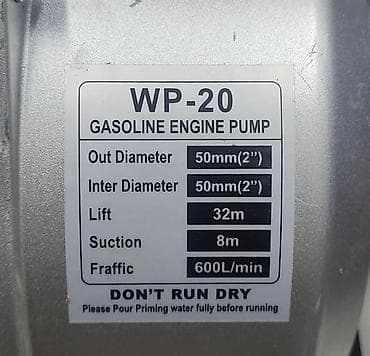 WP-20
GASOLINE ENGINE PUMP
Out Diameter 50mm(2")
Inter Diameter 50mm(2")
Lift 32m
Suction 8m
Fraffic 600L/min
DON'T RUN DRY
Please Pour Priming water fully before running